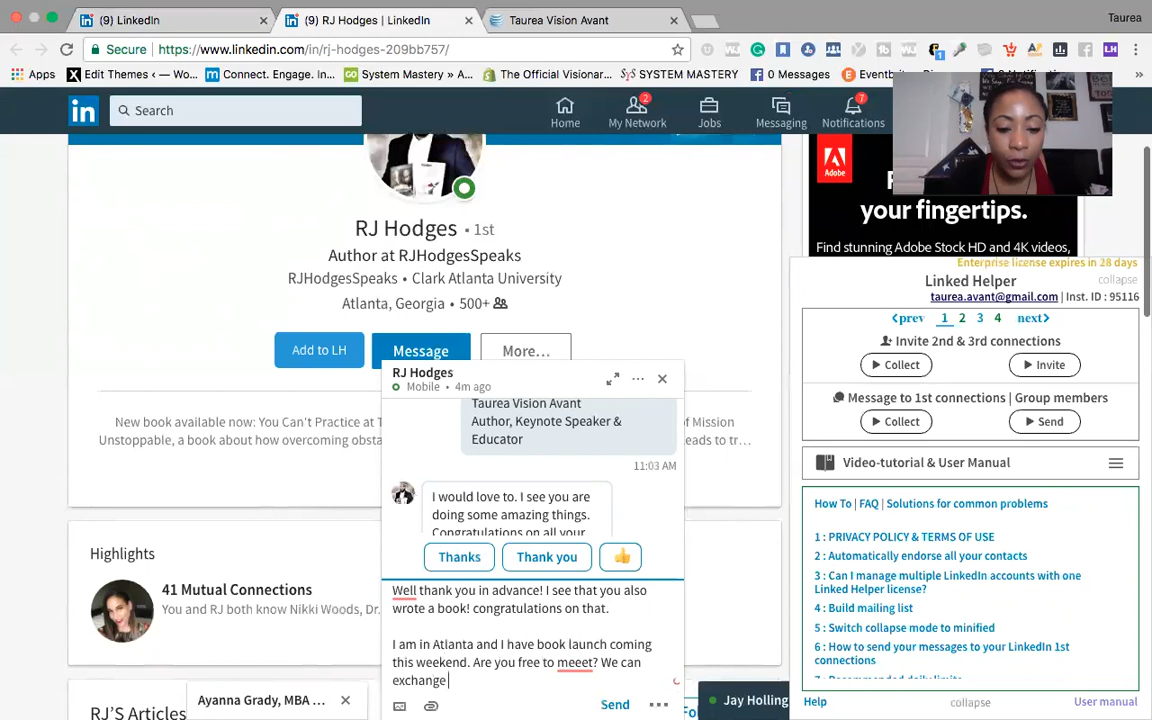 (9) LinkedIn
(9) RJ Hodges | LinkedIn
Taurea Vision Avant
Taurea
Secure
https://www.linkedin.com/in/rj-hodges-209bb757/
Apps
Edit Themes ‹ — Wo...
Connect. Engage. In...
System Mastery » A...
The Official Visionar...
SYSTEM MASTERY
0 Messages
in
Search
Home
My Network
2
Jobs
Messaging
Notifications
7
Adobe
your fingertips.
Find stunning Adobe Stock HD and 4K videos,
RJ Hodges • 1st
Author at RJHodgesSpeaks
RJHodgesSpeaks • Clark Atlanta University
Atlanta, Georgia • 500+
Add to LH
Message
More...
New book available now: You Can't Practice at T
of Mission
Unstoppable, a book about how overcoming obsta
eads to tr...
RJ Hodges
Mobile • 4m ago
Taurea Vision Avant
Author, Keynote Speaker &
Educator
11:03 AM
I would love to. I see you are
doing some amazing things.
Congratulations on all your
Thanks
Thank you
Well thank you in advance! I see that you also
wrote a book! congratulations on that.
I am in Atlanta and I have book launch coming
this weekend. Are you free to meeet? We can
exchange
Send
Highlights
41 Mutual Connections
You and RJ both know Nikki Woods, Dr.
RJ'S Articles
Ayanna Grady, MBA ...
Jay Holling
Enterprise license expires in 28 days
collapse
Linked Helper
taurea.avant@gmail.com | Inst. ID : 95116
prev 1 2 3 4 next
Invite 2nd & 3rd connections
Collect
Invite
Message to 1st connections | Group members
Collect
Send
Video-tutorial & User Manual
How To | FAQ | Solutions for common problems
1 : PRIVACY POLICY & TERMS OF USE
2 : Automatically endorse all your contacts
3 : Can I manage multiple LinkedIn accounts with one
Linked Helper license?
4 : Build mailing list
5 : Switch collapse mode to minified
6 : How to send your messages to your LinkedIn 1st
connections
Help
collapse
User manual